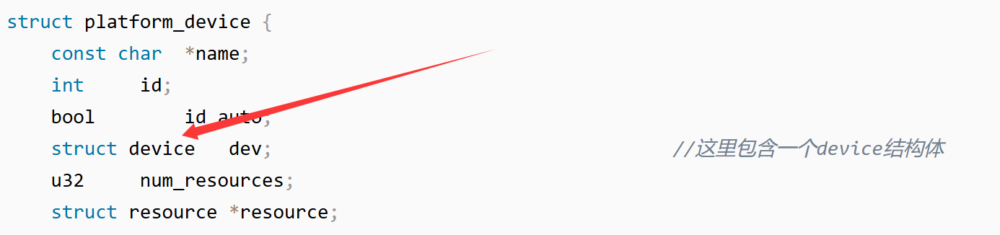 struct platform_device {
    const char  *name;
    int     id;
    bool        id_auto;
    struct device   dev;                                    //这里包含一个device结构体
    u32     num_resources;
    struct resource *resource;